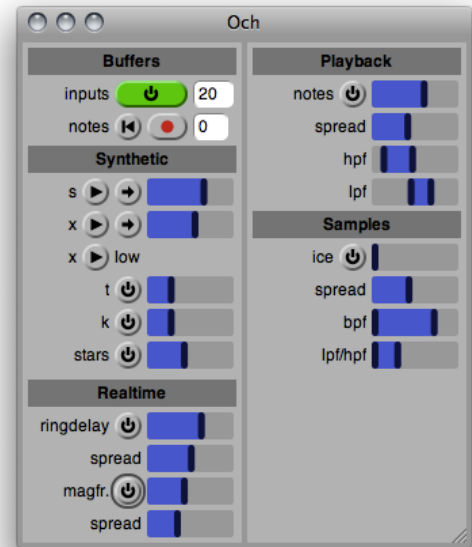 Och
Buffers
inputs 20
notes 0
Synthetic
s
x
x low
t
k
stars
Realtime
ringdelay
spread
magfr.
spread
Playback
notes
spread
hpf
lpf
Samples
ice
spread
bpf
lpf/hpf